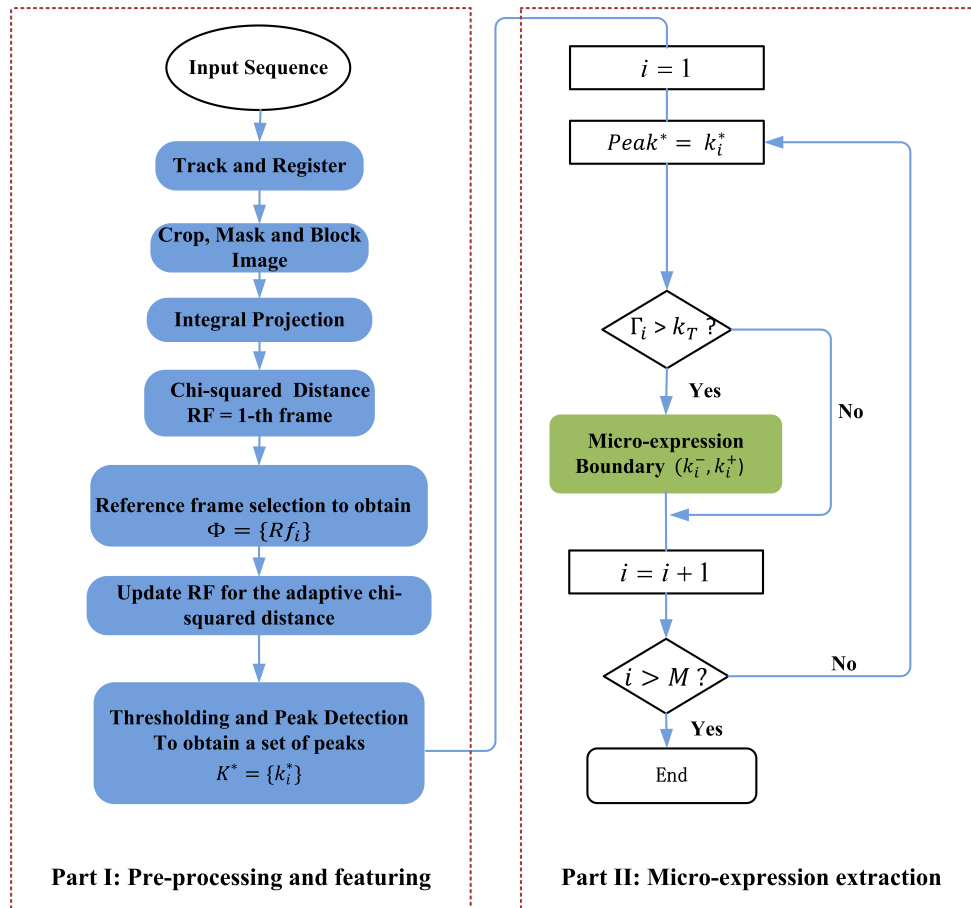 Input Sequence
Track and Register
Crop, Mask and Block
Image
Integral Projection
Chi-squared Distance
RF = 1-th frame
Reference frame selection to obtain
Φ = {Rf_i}
Update RF for the adaptive chi-
squared distance
Thresholding and Peak Detection
To obtain a set of peaks
K* = {k_i^*}
Part I: Pre-processing and featuring
i = 1
Peak* = k_i^*
Γ_i > k_T ?
Yes
No
Micro-expression
Boundary (k_i^-, k_i^+)
i = i + 1
i > M ?
No
Yes
End
Part II: Micro-expression extraction